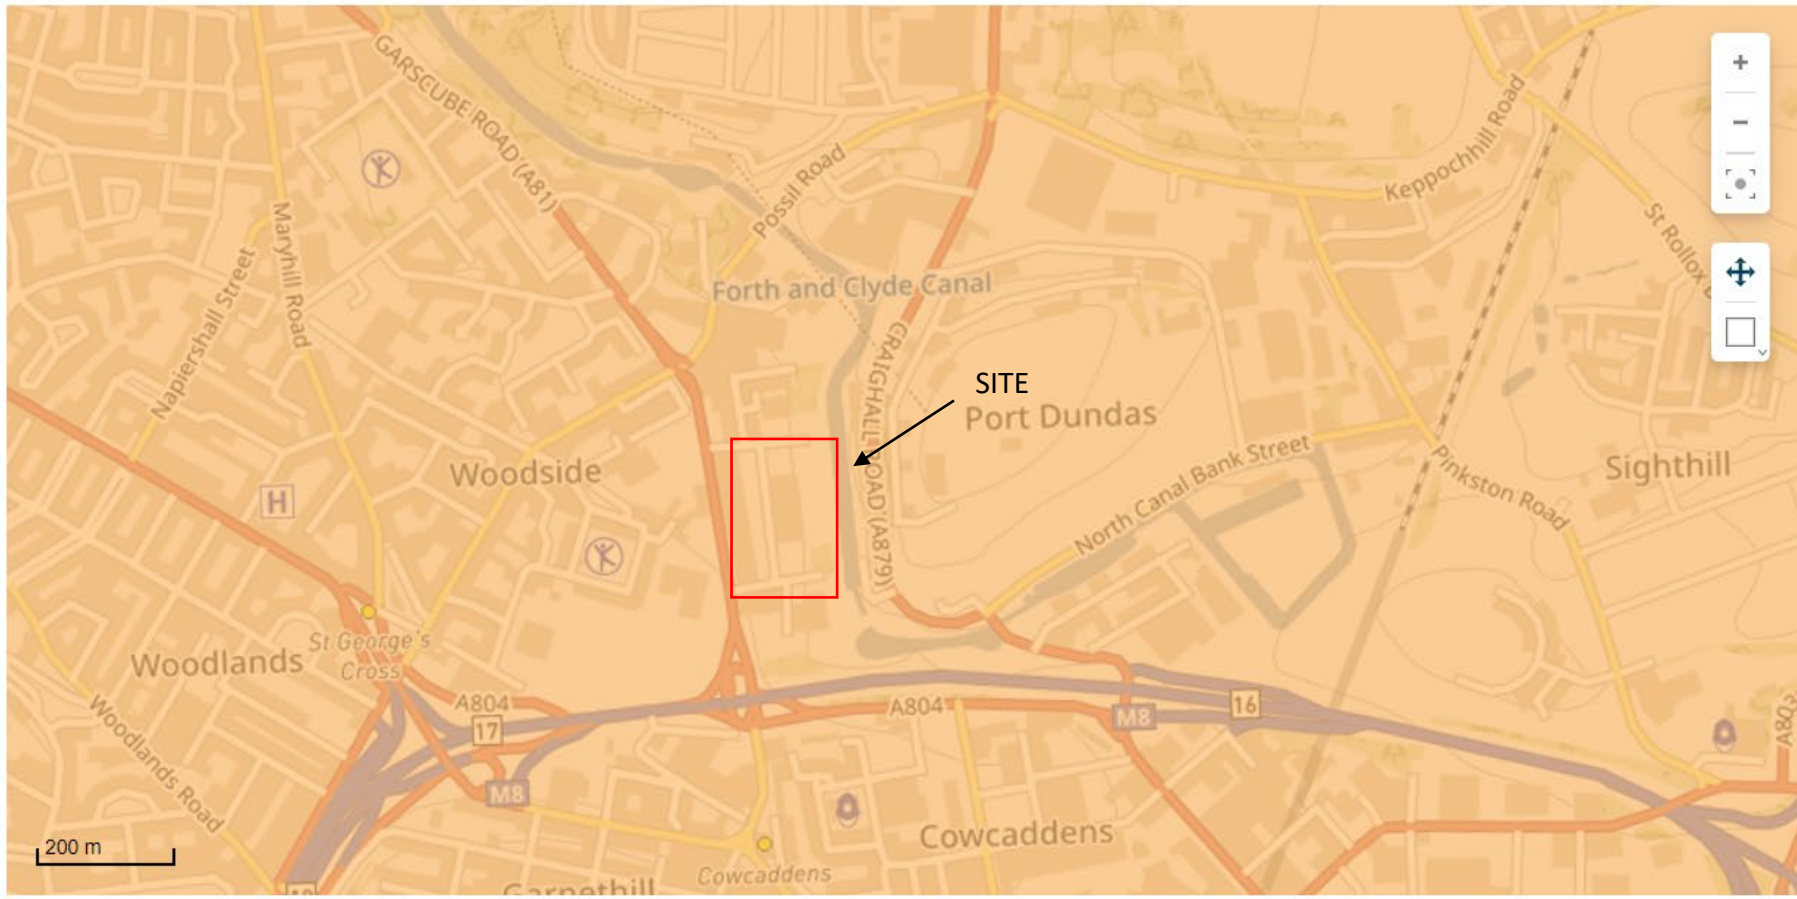 GARSCUBE ROAD (A81)
Possil Road
Keppochhill Road
St Rollox
Maryhill Road
Napiershall Street
Forth and Clyde Canal
CRAIGHALL ROAD (A879)
SITE
Port Dundas
Woodside
H
North Canal Bank Street
Pinkston Road
Sighthill
St George's
Cross
Woodlands
Woodlands Road
A804
17
A804
M8
16
A803
M8
200 m
Cowcaddens
Cowcaddens
Garnethill
+
−